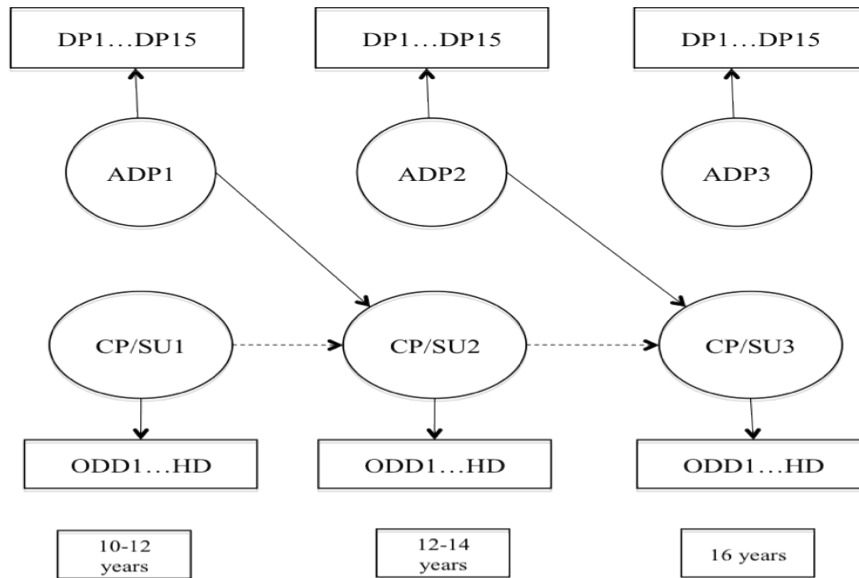 DP1…DP15
DP1…DP15
DP1…DP15
ADP1
ADP2
ADP3
CP/SU1
CP/SU2
CP/SU3
ODD1…HD
ODD1…HD
ODD1…HD
10-12
years
12-14
years
16 years